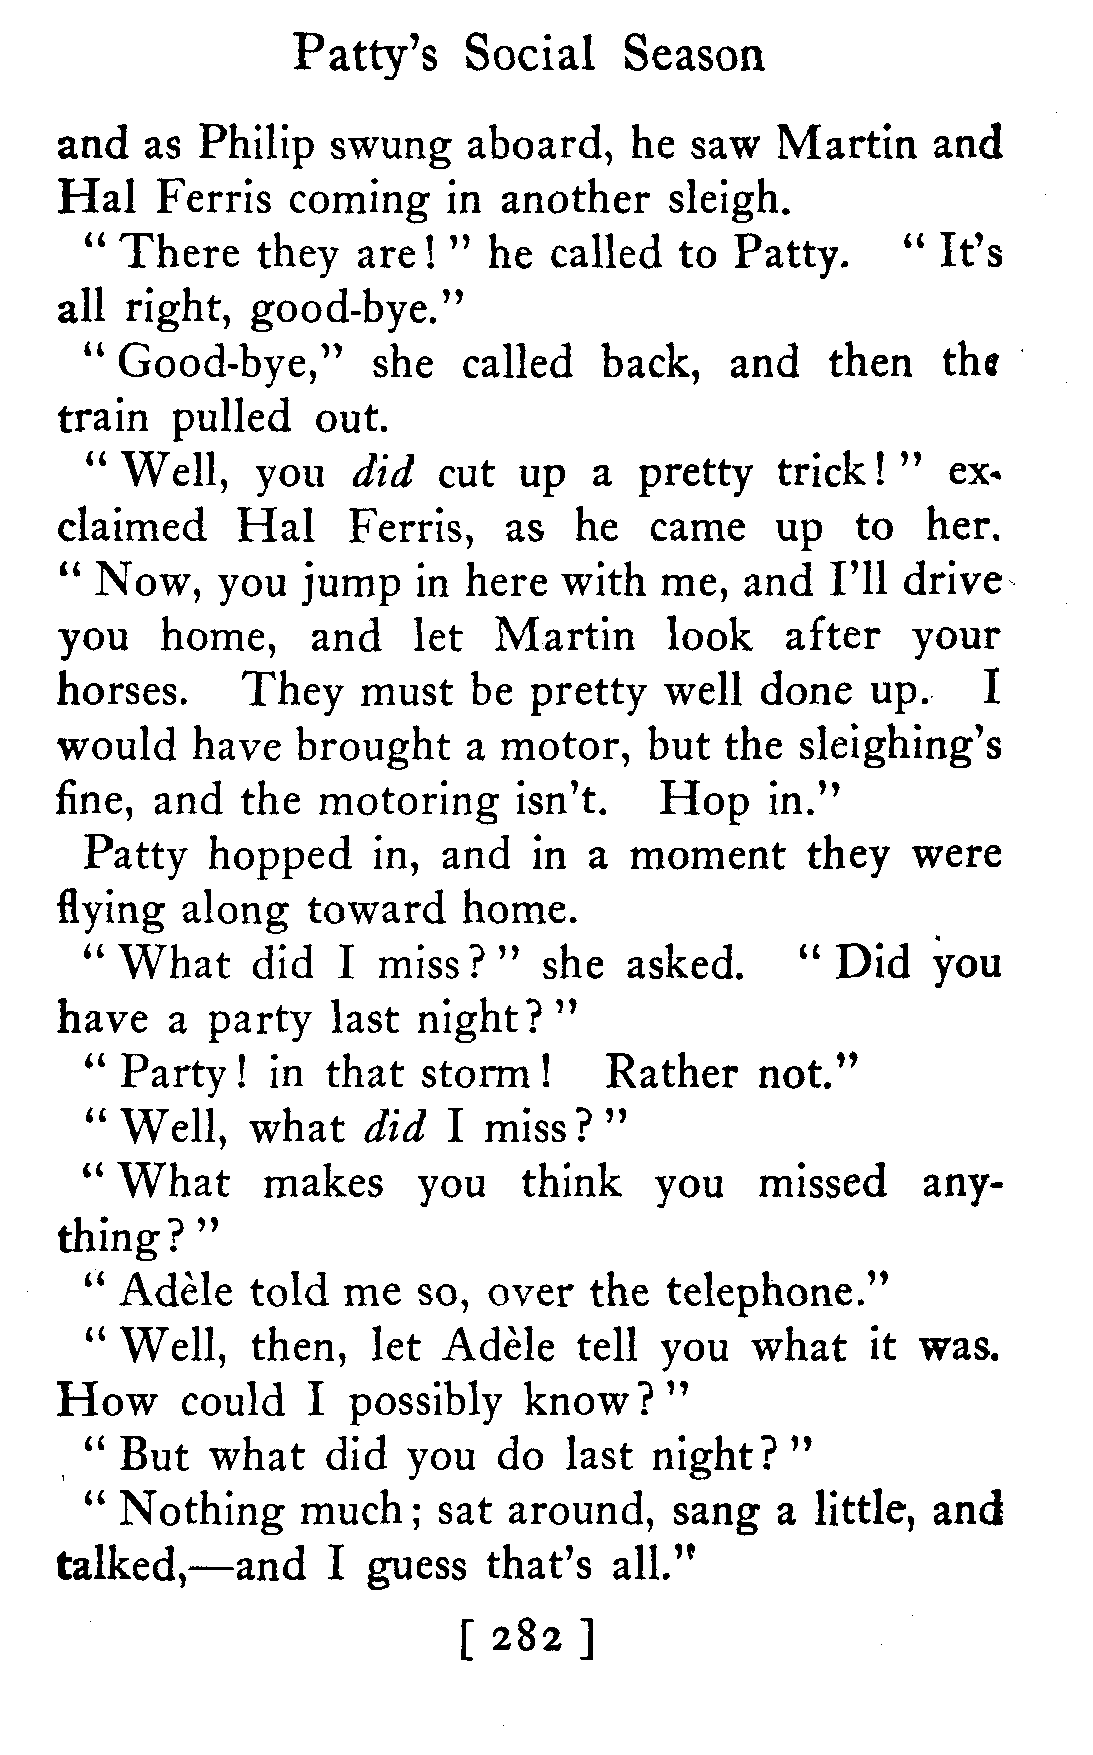 Patty's Social Season
and as Philip swung aboard, he saw Martin and
Hal Ferris coming in another sleigh.
“ There they are ! ” he called to Patty. “ It's
all right, good-bye.”
“ Good-bye,” she called back, and then the
train pulled out.
“ Well, you did cut up a pretty trick ! ” ex-
claimed Hal Ferris, as he came up to her.
“ Now, you jump in here with me, and I'll drive
you home, and let Martin look after your
horses. They must be pretty well done up. I
would have brought a motor, but the sleighing's
fine, and the motoring isn't. Hop in.”
Patty hopped in, and in a moment they were
flying along toward home.
“ What did I miss ? ” she asked. “ Did you
have a party last night ? ”
“ Party ! in that storm ! Rather not.”
“ Well, what did I miss ? ”
“ What makes you think you missed any-
thing ? ”
“ Adèle told me so, over the telephone.”
“ Well, then, let Adèle tell you what it was.
How could I possibly know ? ”
“ But what did you do last night ? ”
“ Nothing much ; sat around, sang a little, and
talked,—and I guess that's all.”
[ 282 ]